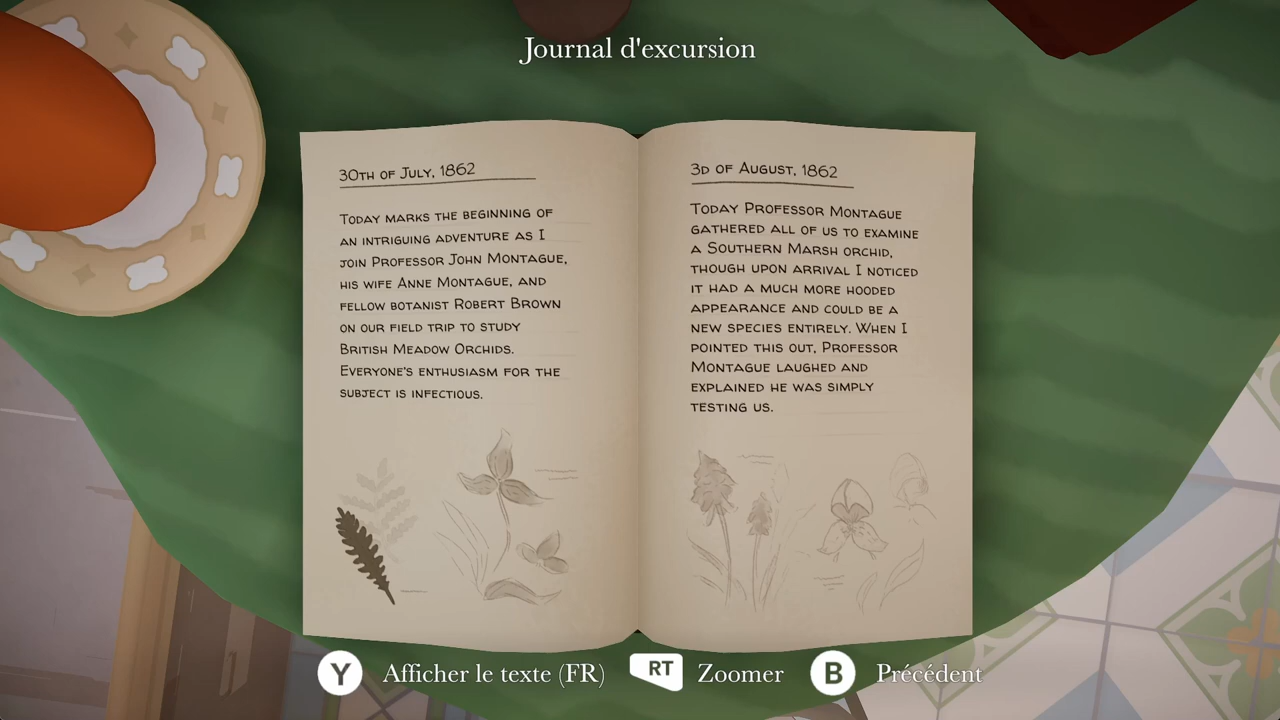 Journal d'excursion
30th of July, 1862
Today marks the beginning of
an intriguing adventure as I
join Professor John Montague,
his wife Anne Montague, and
fellow botanist Robert Brown
on our field trip to study
British Meadow Orchids.
Everyone's enthusiasm for the
subject is infectious.
3d of August, 1862
Today Professor Montague
gathered all of us to examine
a Southern Marsh orchid,
though upon arrival I noticed
it had a much more hooded
appearance and could be a
new species entirely. When I
pointed this out, Professor
Montague laughed and
explained he was simply
testing us.
Y Afficher le texte (FR) RT Zoomer B Précédent